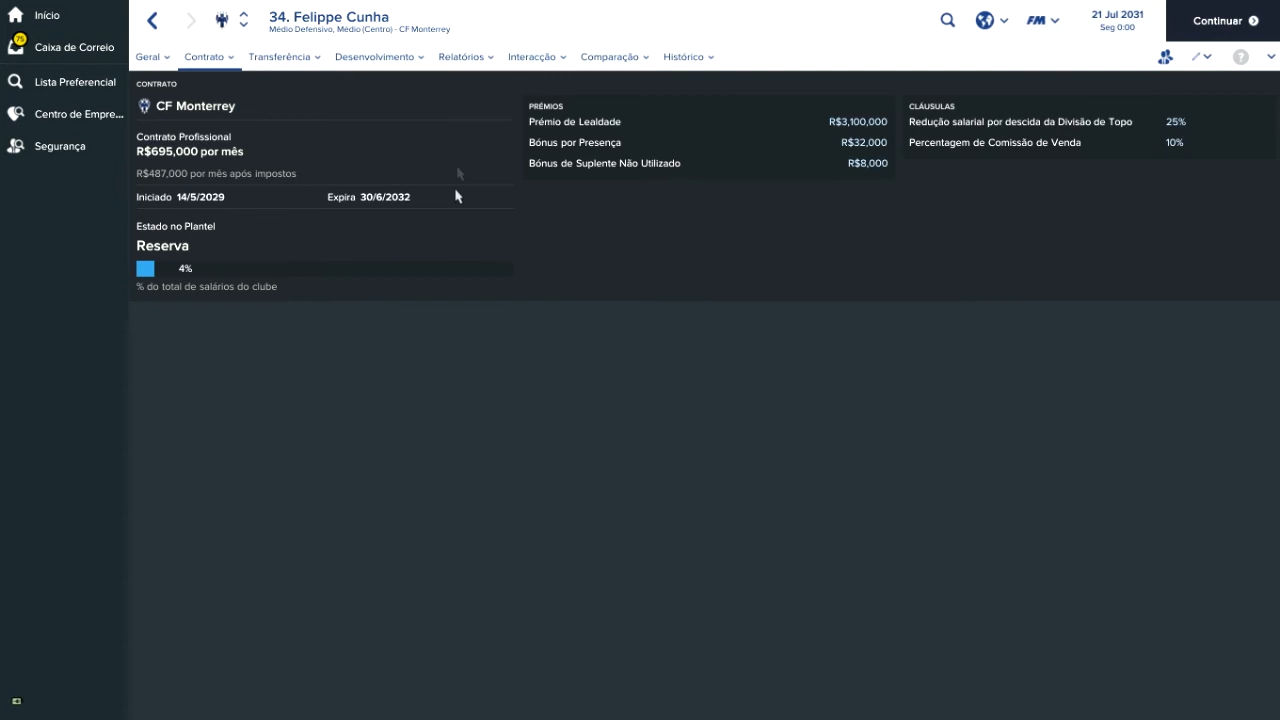 Início
75
Caixa de Correio
Lista Preferencial
Centro de Empre...
Segurança
34. Felippe Cunha
Médio Defensivo, Médio (Centro) - CF Monterrey
FM
21 Jul 2031
Seg 0:00
Continuar
Geral
Contrato
Transferência
Desenvolvimento
Relatórios
Interacção
Comparação
Histórico
?
CONTRATO
CF Monterrey
Contrato Profissional
R$695,000 por mês
R$487,000 por mês após impostos
Iniciado 14/5/2029 Expira 30/6/2032
Estado no Plantel
Reserva
4%
% do total de salários do clube
PRÉMIOS
Prémio de Lealdade R$3,100,000
Bónus por Presença R$32,000
Bónus de Suplente Não Utilizado R$8,000
CLÁUSULAS
Redução salarial por descida da Divisão de Topo 25%
Percentagem de Comissão de Venda 10%